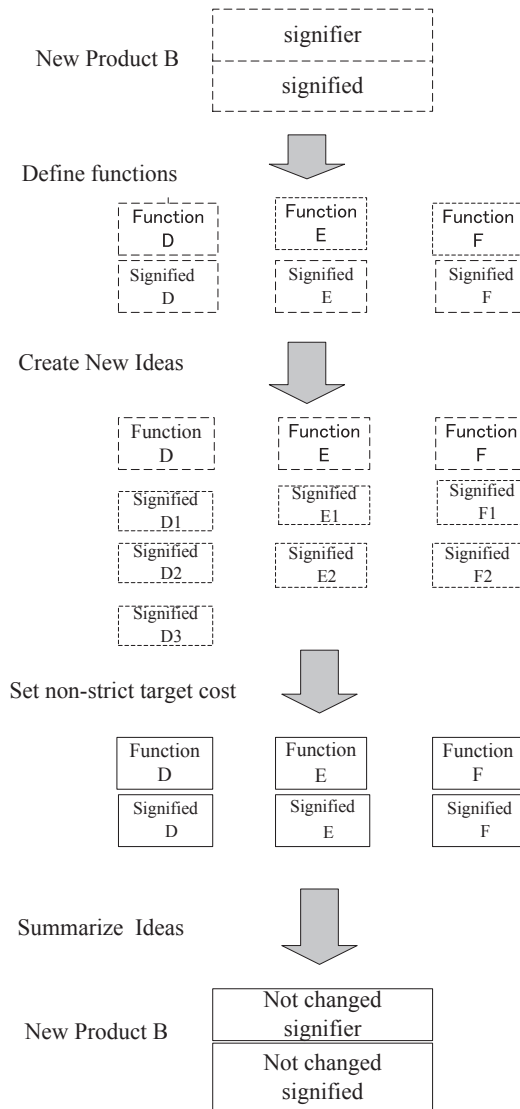 signifier
New Product B
signified
Define functions
Function
D
Function
E
Function
F
Signified
D
Signified
E
Signified
F
Create New Ideas
Function
D
Function
E
Function
F
Signified
D1
Signified
E1
Signified
F1
Signified
D2
Signified
E2
Signified
F2
Signified
D3
Set non-strict target cost
Function
D
Function
E
Function
F
Signified
D
Signified
E
Signified
F
Summarize Ideas
Not changed
signifier
New Product B
Not changed
signified